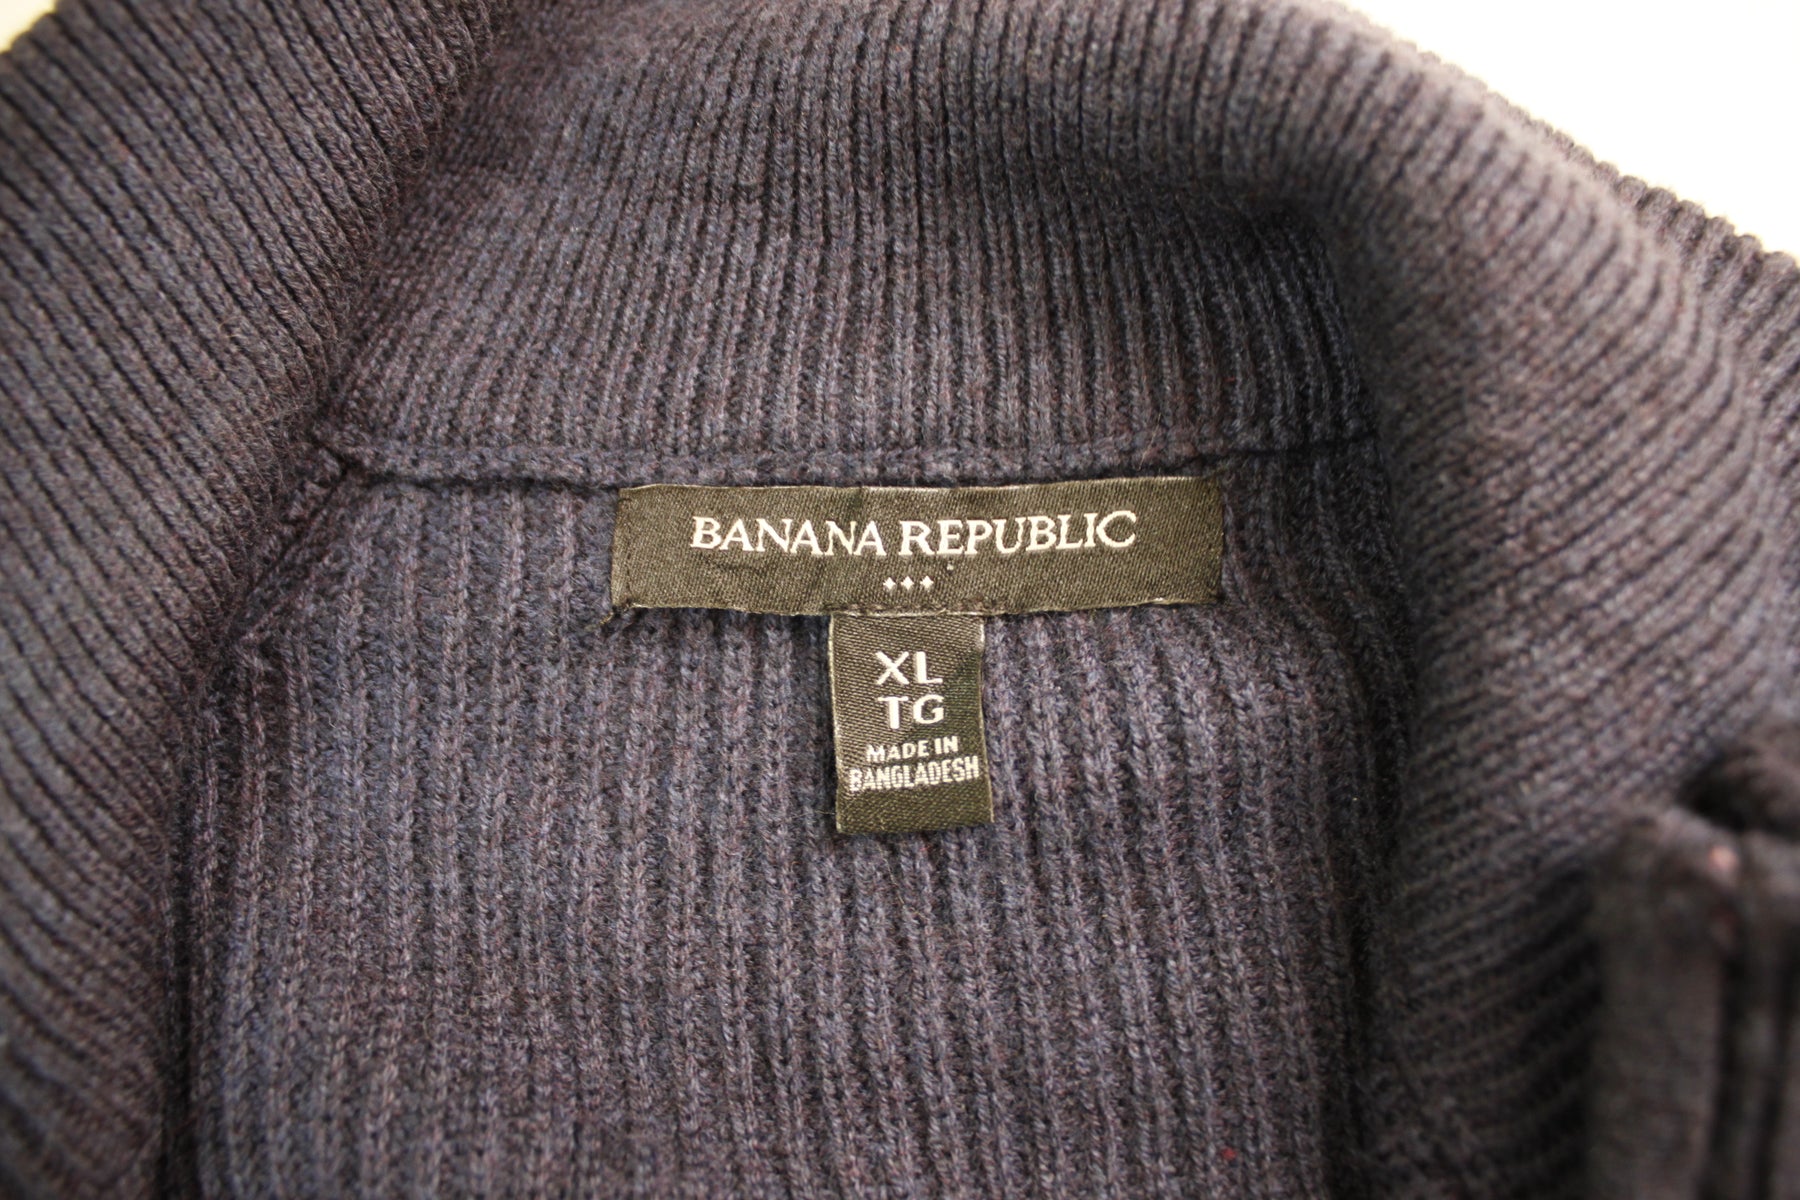 BANANA REPUBLIC
XL
TG
MADE IN
BANGLADESH